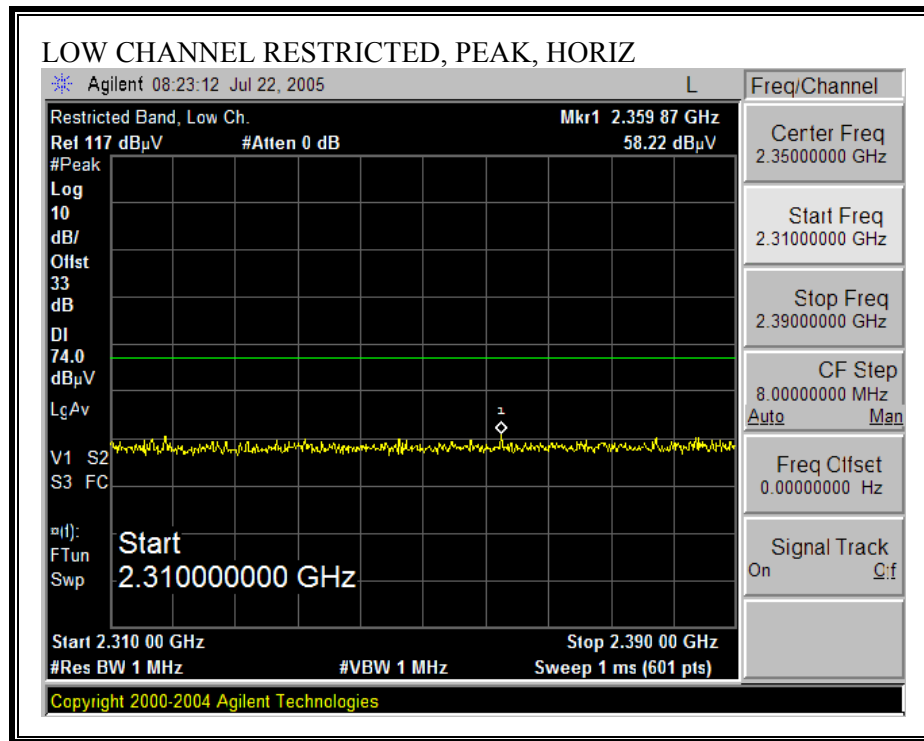 LOW CHANNEL RESTRICTED, PEAK, HORIZ
Agilent 08:23:12 Jul 22, 2005 L
Freq/Channel
Restricted Band, Low Ch. Mkr1 2.359 87 GHz
Ref 117 dBµV #Atten 0 dB 58.22 dBµV
#Peak
Log
10
dB/
Offst
33
dB
DI
74.0
dBµV
LgAv
1
V1 S2
S3 FC
¤(f):
FTun
Swp
Start
2.310000000 GHz
Start 2.310 00 GHz Stop 2.390 00 GHz
#Res BW 1 MHz #VBW 1 MHz Sweep 1 ms (601 pts)
Copyright 2000-2004 Agilent Technologies
Center Freq
2.35000000 GHz
Start Freq
2.31000000 GHz
Stop Freq
2.39000000 GHz
CF Step
8.00000000 MHz
Auto Man
Freq Offset
0.00000000 Hz
Signal Track
On Off